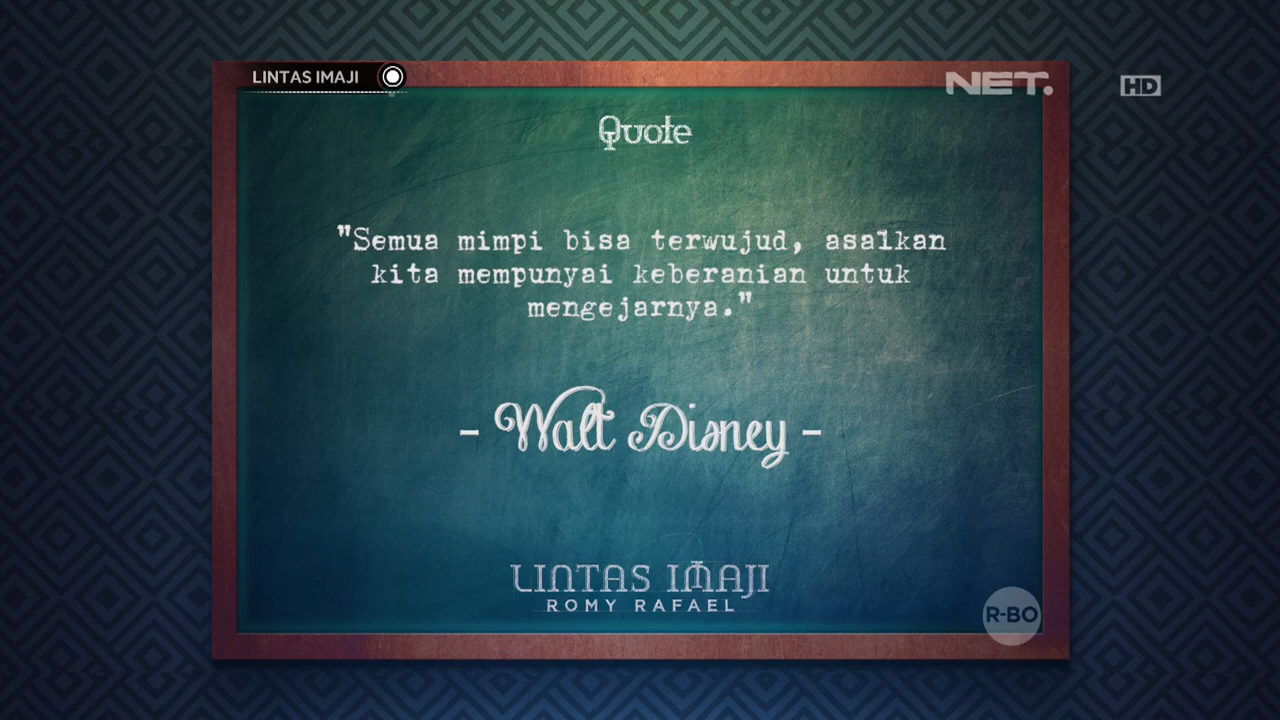 LINTAS IMAJI
NET.
HD
Quote
"Semua mimpi bisa terwujud, asalkan
kita mempunyai keberanian untuk
mengejarnya."
- Walt Disney -
LINTAS IMAJI
ROMY RAFAEL
R-BO